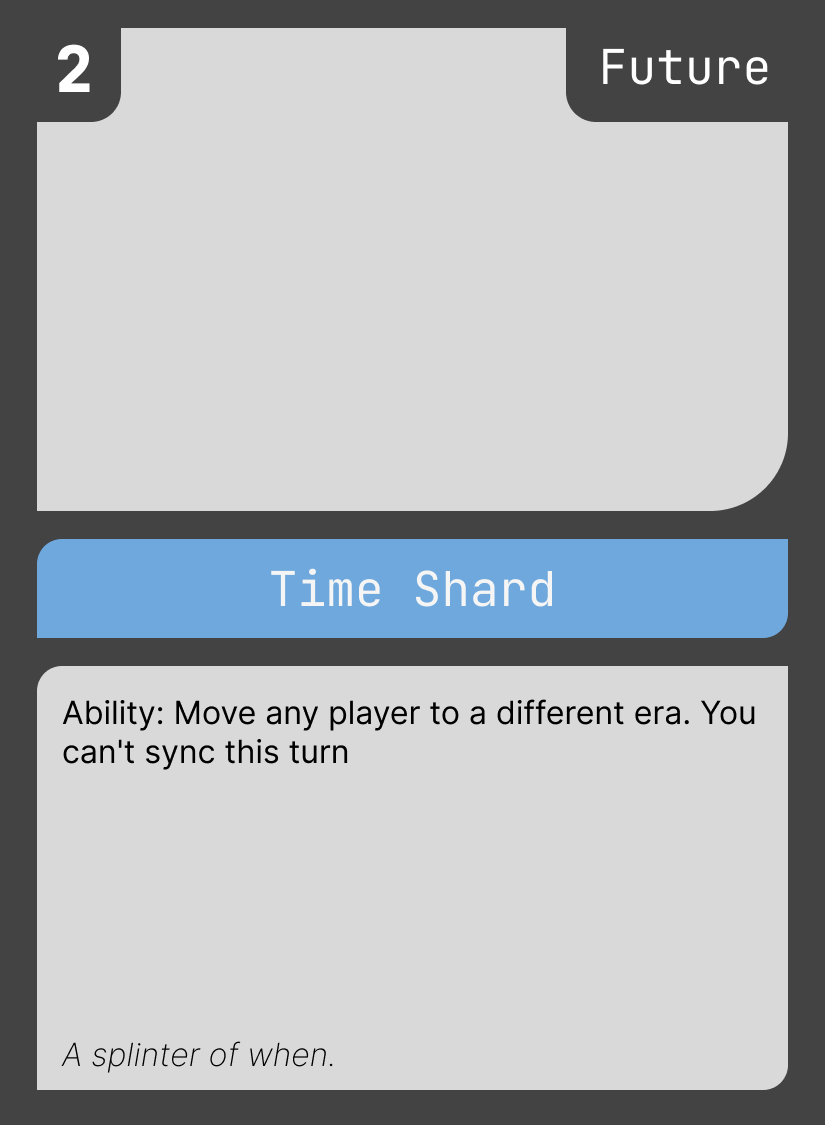 2
Future
Time Shard
Ability: Move any player to a different era. You
can't sync this turn
A splinter of when.